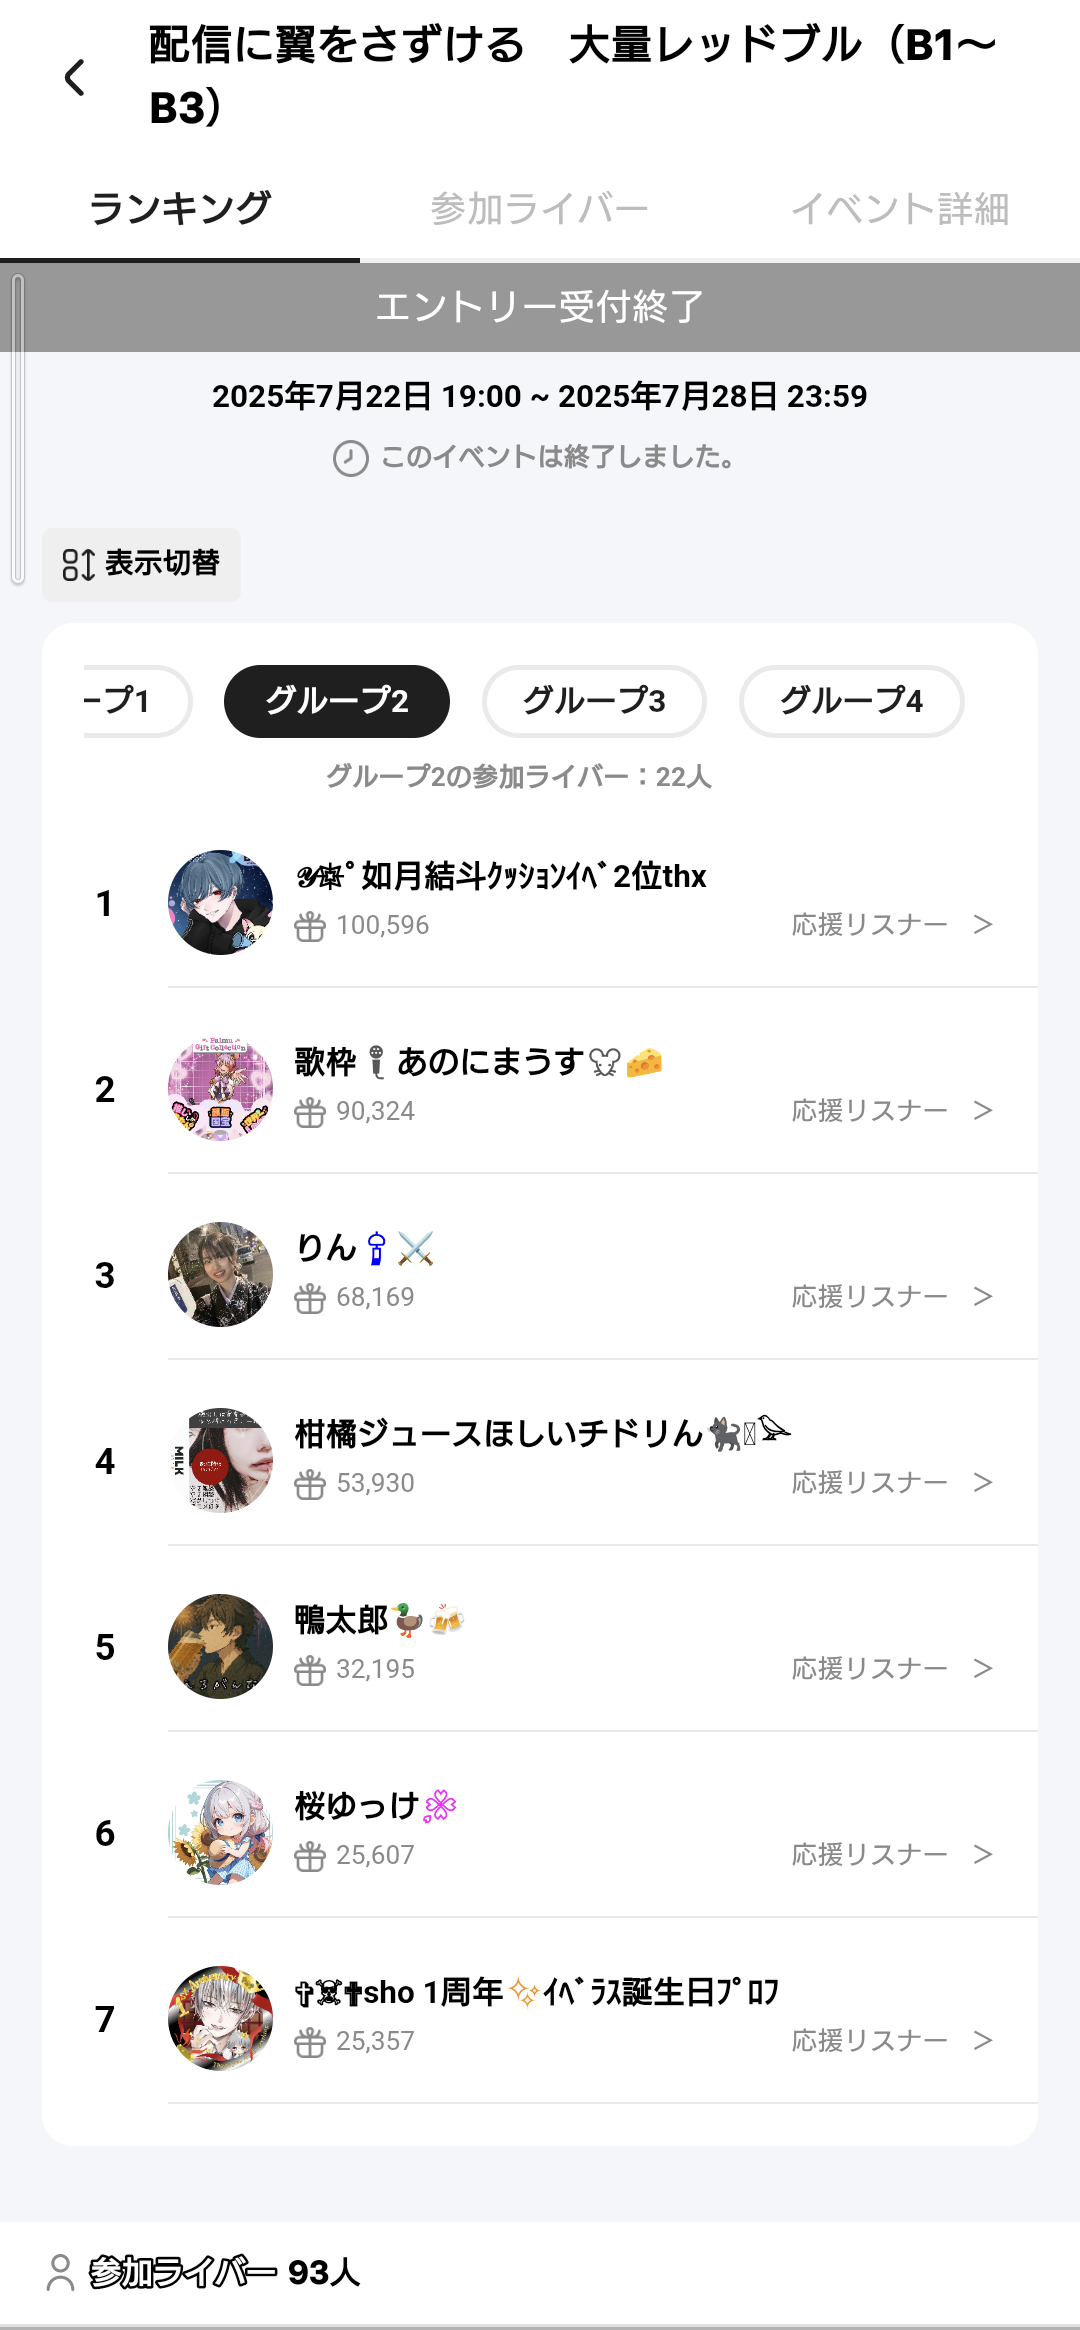 配信に翼をさずける　大量レッドブル（B1〜
B3）
ランキング 参加ライバー イベント詳細
エントリー受付終了
2025年7月22日 19:00 ~ 2025年7月28日 23:59
このイベントは終了しました。
表示切替
ープ1 グループ2 グループ3 グループ4
グループ2の参加ライバー：22人
1 𝒴⛥゚如月結斗ｸｯｼｮﾝｲﾍﾞ2位thx
100,596 応援リスナー ＞
2 歌枠🎙あのにまうす🐭🧀
90,324 応援リスナー ＞
Palmu
Gift Collection
3 りん⚔️
68,169 応援リスナー ＞
4 柑橘ジュースほしいチドリん🐈‍⬛𓅪
53,930 応援リスナー ＞
MILK
5 鴨太郎🦆🍻
32,195 応援リスナー ＞
6 桜ゆっけ🌸
25,607 応援リスナー ＞
7 ✞☠✟sho 1周年✨ｲﾍﾞﾗｽ誕生日ﾌﾟﾛﾌ
25,357 応援リスナー ＞
参加ライバー 93人